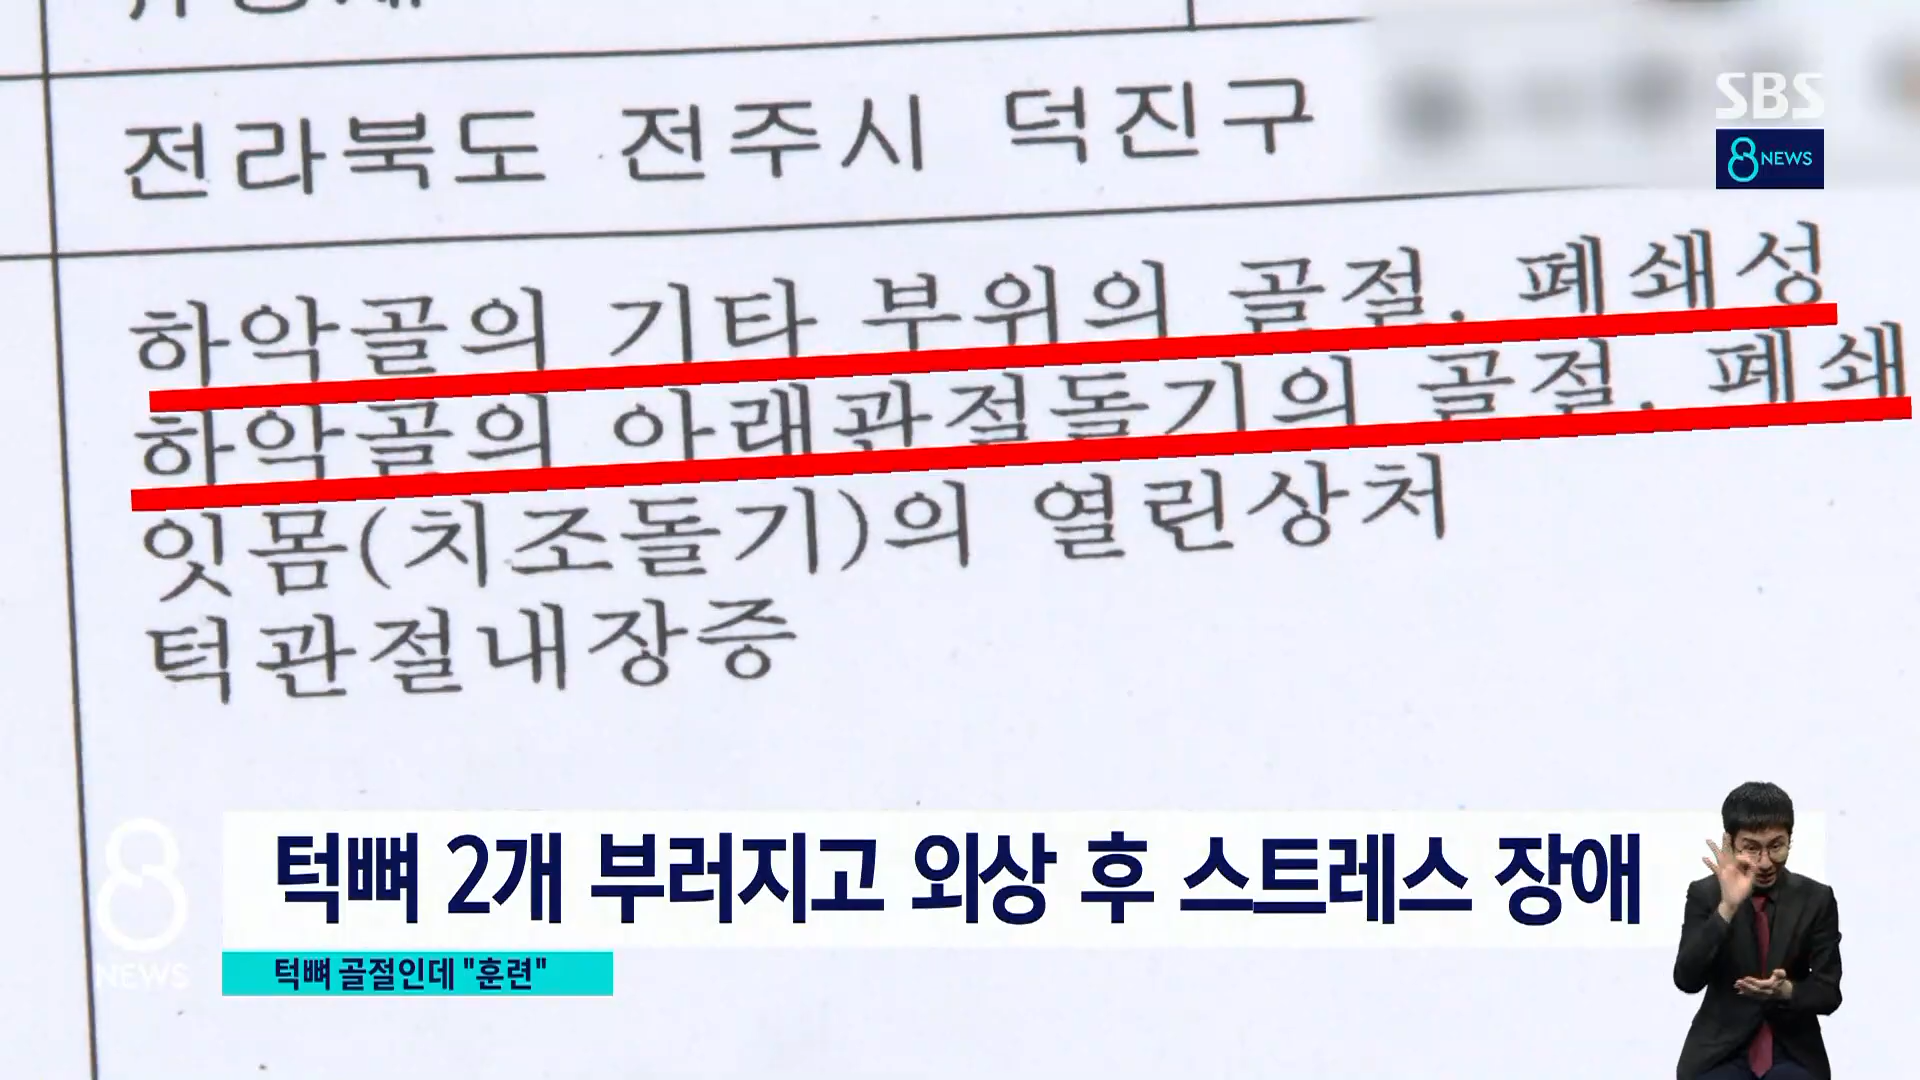 SBS
8 NEWS
전라북도 전주시 덕진구
하악골의 기타 부위의 골절. 폐쇄성
하악골의 아래관절돌기의 골절. 폐쇄
잇몸(치조돌기)의 열린상처
턱관절내장증
턱뼈 2개 부러지고 외상 후 스트레스 장애
8 NEWS
턱뼈 골절인데 "훈련"